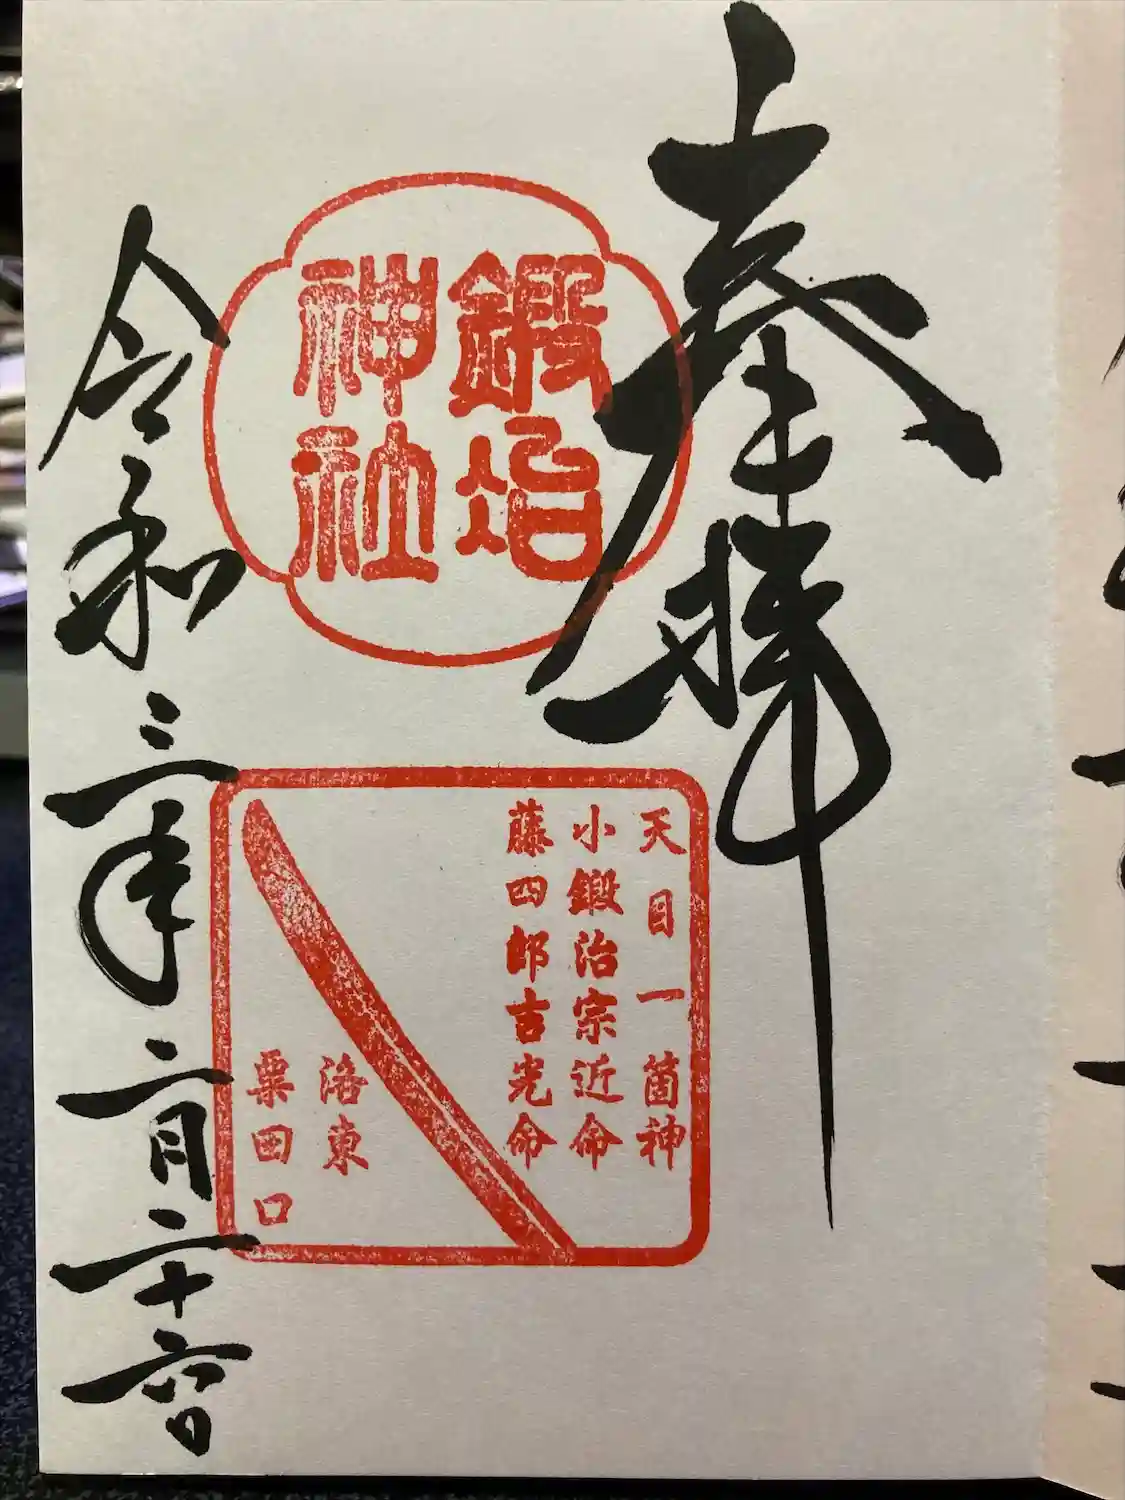 奉拝
鍛冶
神社
天目一箇神
小鍛治宗近命
藤四郎吉光命
洛東
粟田口
令和三年二月二十六日